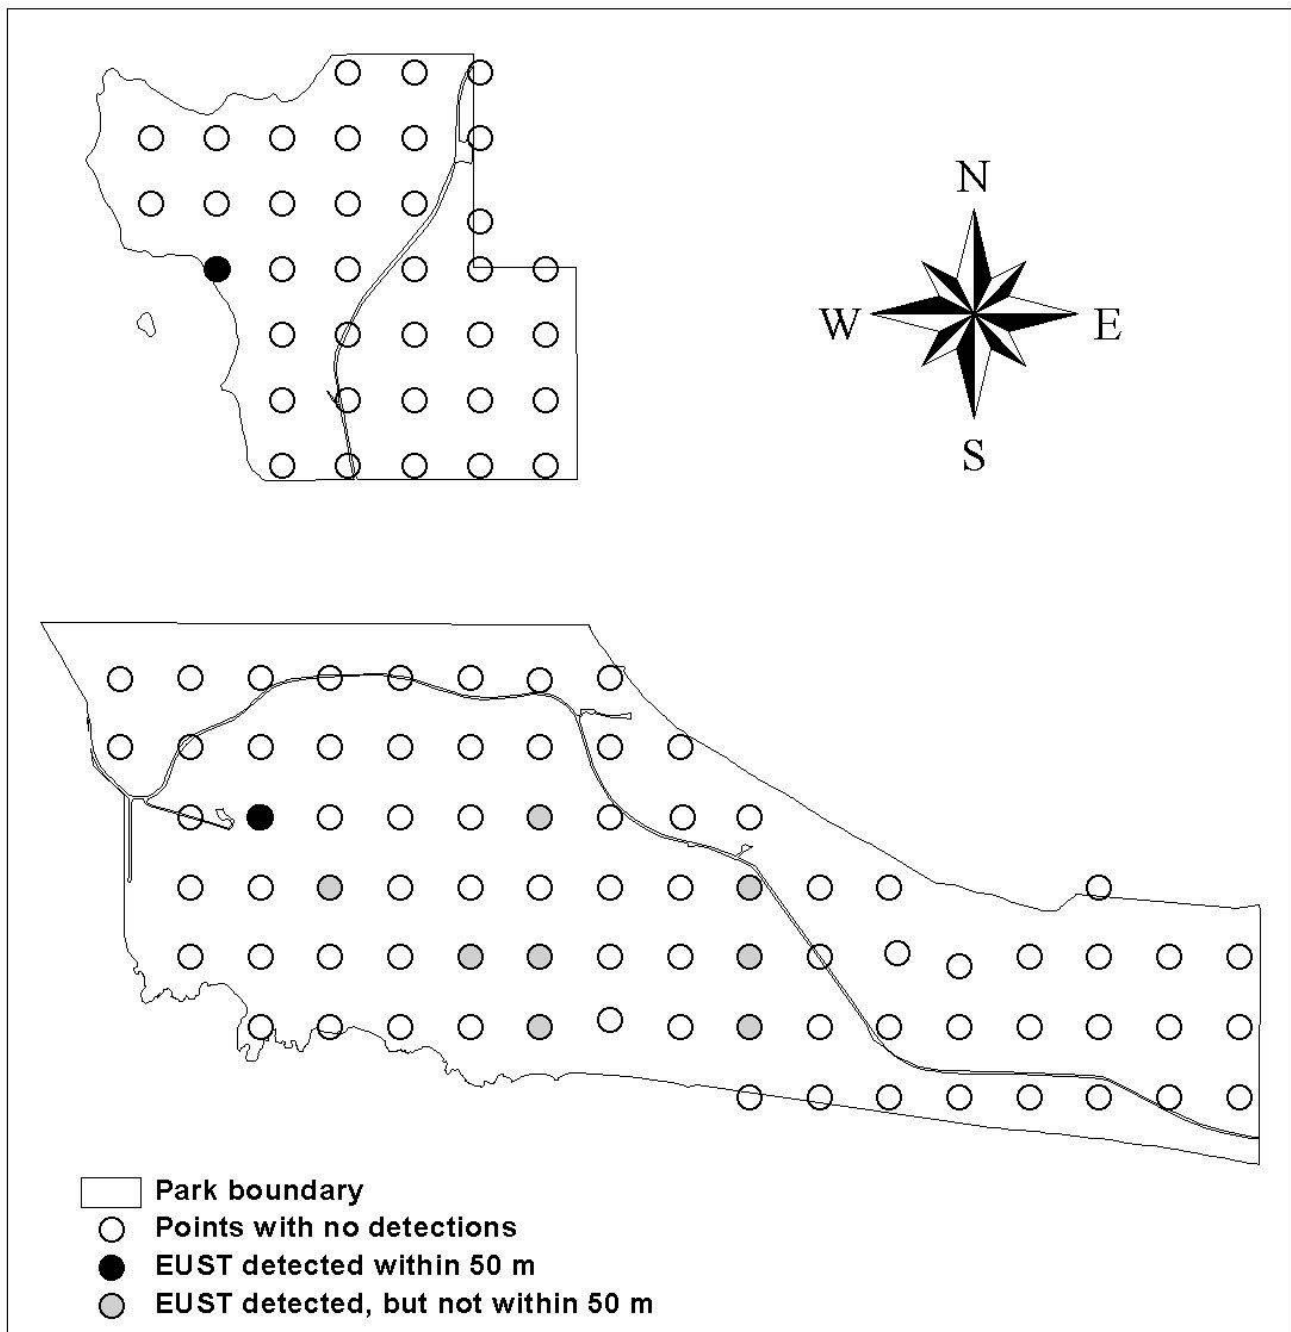 N
W E
S
Park boundary
Points with no detections
EUST detected within 50 m
EUST detected, but not within 50 m